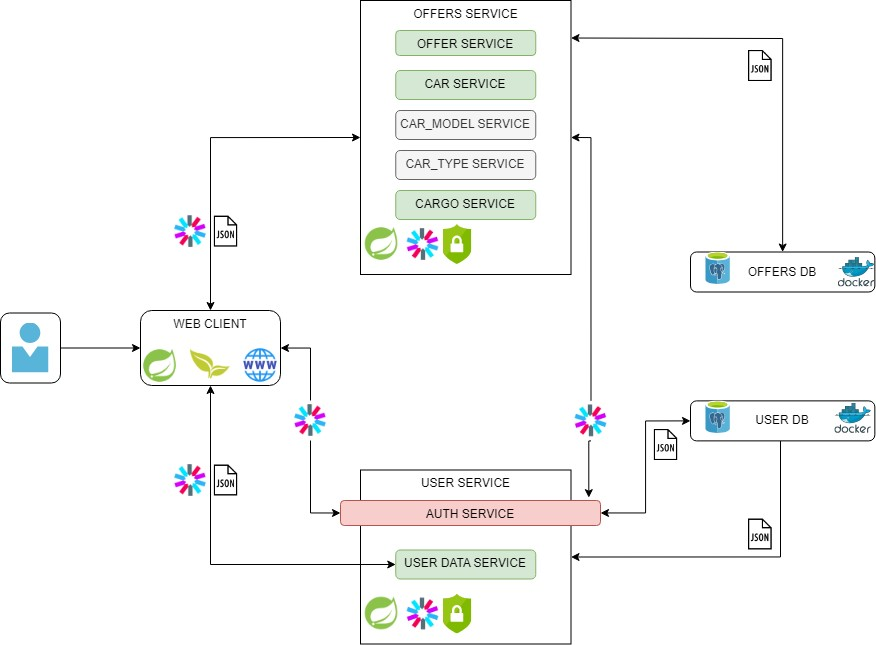 OFFERS SERVICE
OFFER SERVICE
CAR SERVICE
CAR_MODEL SERVICE
CAR_TYPE SERVICE
CARGO SERVICE
JSON
JSON
OFFERS DB
docker
WEB CLIENT
WWW
USER DB
docker
JSON
JSON
USER SERVICE
AUTH SERVICE
JSON
USER DATA SERVICE